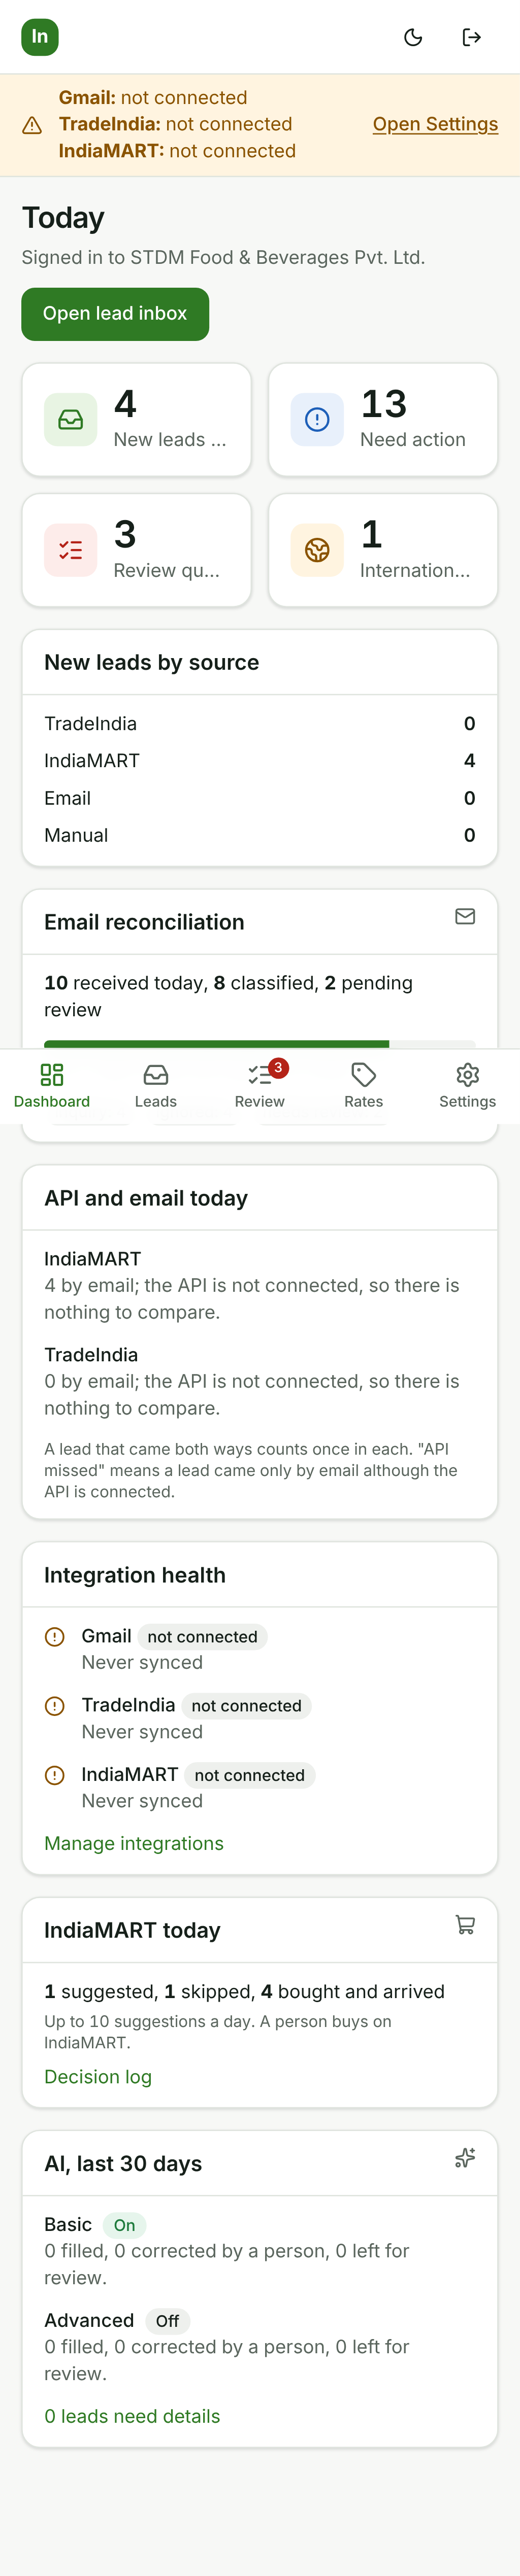 In
Gmail: not connected
TradeIndia: not connected
IndiaMART: not connected
Open Settings
Today
Signed in to STDM Food & Beverages Pvt. Ltd.
Open lead inbox
4
New leads ...
13
Need action
3
Review qu...
1
Internation...
New leads by source
TradeIndia 0
IndiaMART 4
Email 0
Manual 0
Email reconciliation
10 received today, 8 classified, 2 pending
review
3
Dashboard
Leads
Review
Rates
Settings
API and email today
IndiaMART
4 by email; the API is not connected, so there is
nothing to compare.
TradeIndia
0 by email; the API is not connected, so there is
nothing to compare.
A lead that came both ways counts once in each. "API
missed" means a lead came only by email although the
API is connected.
Integration health
Gmail not connected
Never synced
TradeIndia not connected
Never synced
IndiaMART not connected
Never synced
Manage integrations
IndiaMART today
1 suggested, 1 skipped, 4 bought and arrived
Up to 10 suggestions a day. A person buys on
IndiaMART.
Decision log
AI, last 30 days
Basic On
0 filled, 0 corrected by a person, 0 left for
review.
Advanced Off
0 filled, 0 corrected by a person, 0 left for
review.
0 leads need details